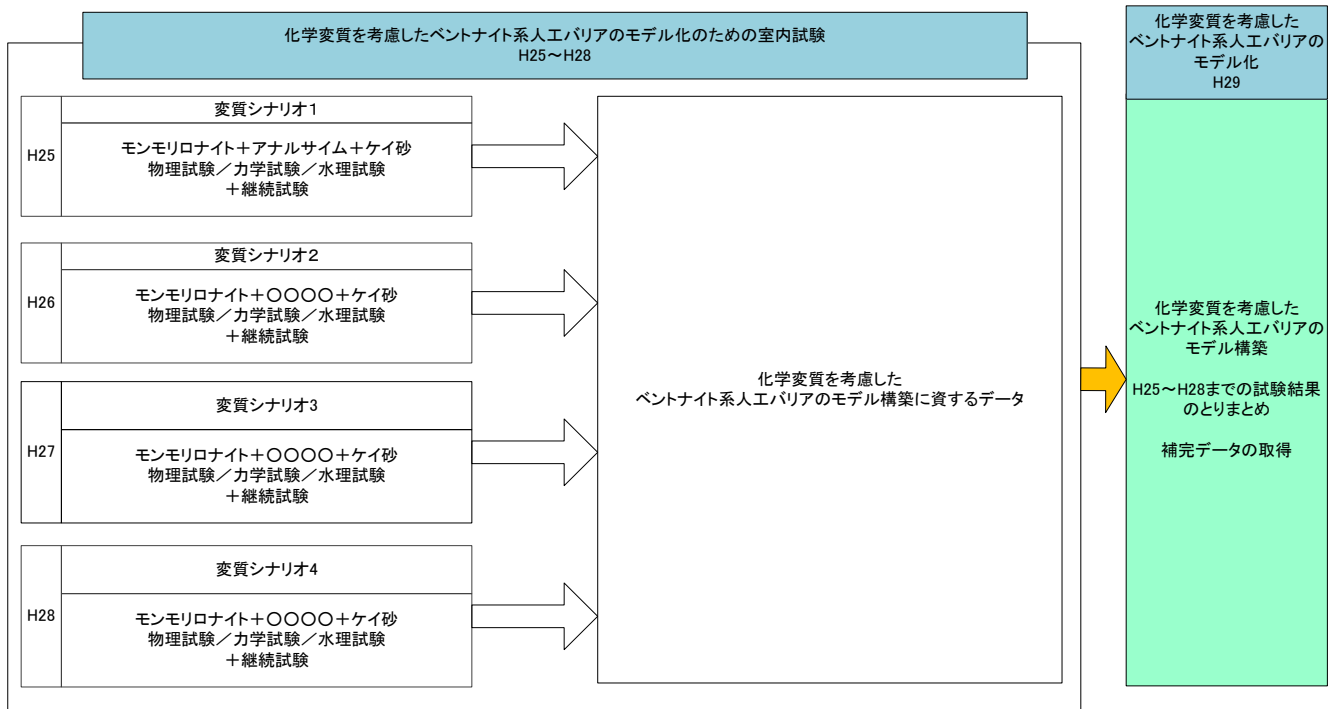 化学変質を考慮したベントナイト系人工バリアのモデル化のための室内試験
H25～H28
H25
変質シナリオ1
モンモリロナイト＋アナルサイム＋ケイ砂
物理試験／力学試験／水理試験
＋継続試験
H26
変質シナリオ2
モンモリロナイト＋〇〇〇〇＋ケイ砂
物理試験／力学試験／水理試験
＋継続試験
H27
変質シナリオ3
モンモリロナイト＋〇〇〇〇＋ケイ砂
物理試験／力学試験／水理試験
＋継続試験
H28
変質シナリオ4
モンモリロナイト＋〇〇〇〇＋ケイ砂
物理試験／力学試験／水理試験
＋継続試験
化学変質を考慮した
ベントナイト系人工バリアのモデル構築に資するデータ
化学変質を考慮した
ベントナイト系人工バリアの
モデル化
H29
化学変質を考慮した
ベントナイト系人工バリアの
モデル構築
H25～H28までの試験結果
のとりまとめ
補完データの取得